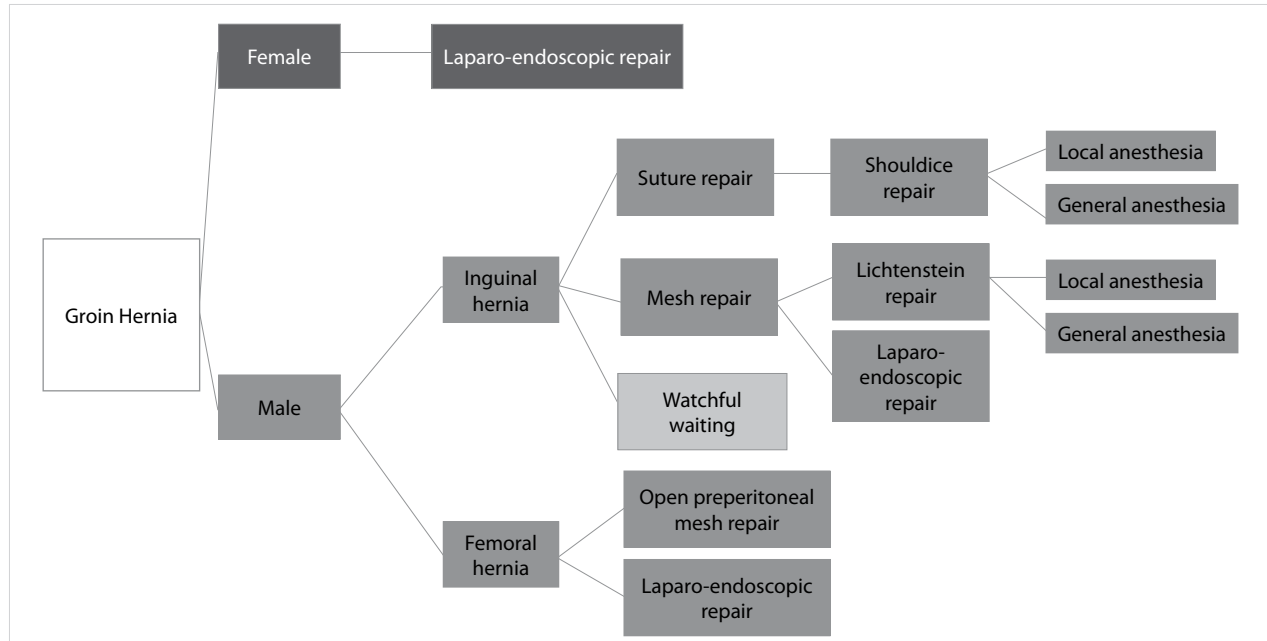 Female
Laparo-endoscopic repair
Groin Hernia
Male
Inguinal
hernia
Suture repair
Shouldice
repair
Local anesthesia
General anesthesia
Mesh repair
Lichtenstein
repair
Local anesthesia
General anesthesia
Laparo-
endoscopic
repair
Watchful
waiting
Femoral
hernia
Open preperitoneal
mesh repair
Laparo-endoscopic
repair